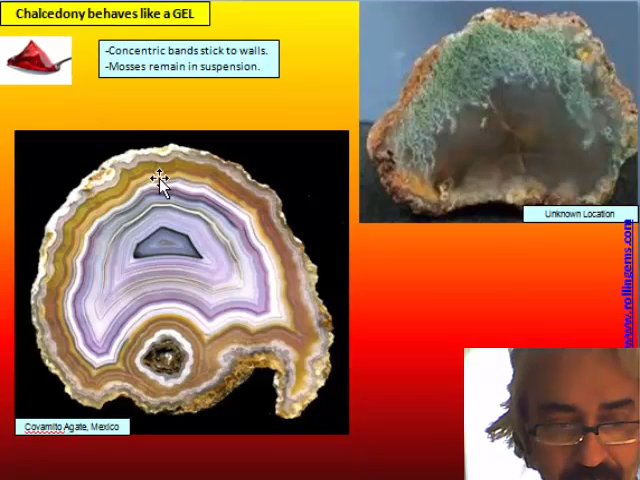 Chalcedony behaves like a GEL
-Concentric bands stick to walls.
-Mosses remain in suspension.
Unknown Location
www.rollingems.com
Coyamito Agate, Mexico